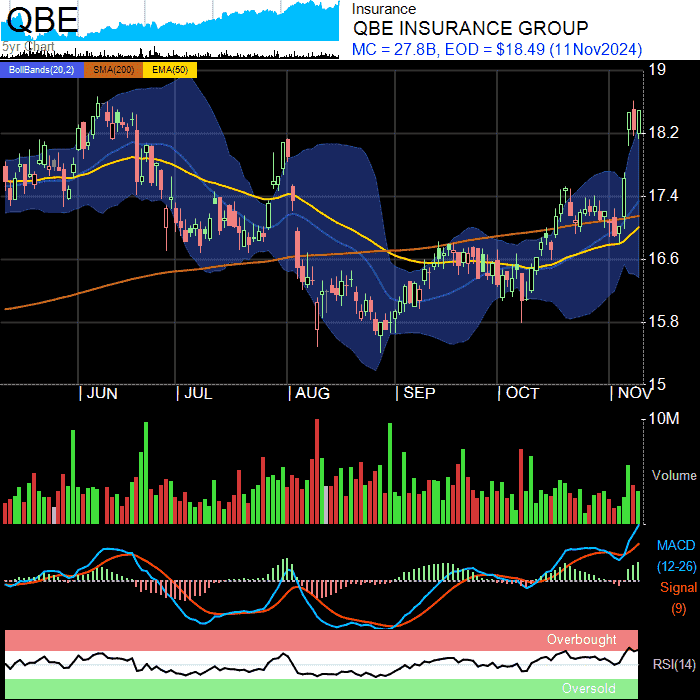 QBE
5yr Chart
Insurance
QBE INSURANCE GROUP
MC = 27.8B, EOD = $18.49 (11Nov2024)
BollBands(20,2) SMA(200) EMA(50)
19
18.2
17.4
16.6
15.8
15
JUN JUL AUG SEP OCT NOV
10M
Volume
MACD
(12-26)
Signal
(9)
Overbought
RSI(14)
Oversold